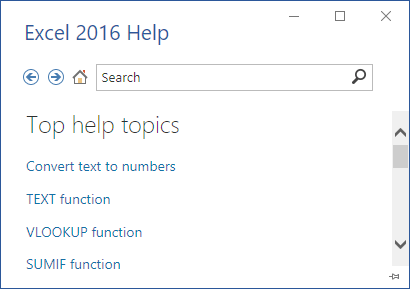 Excel 2016 Help
Search
Top help topics
Convert text to numbers
TEXT function
VLOOKUP function
SUMIF function